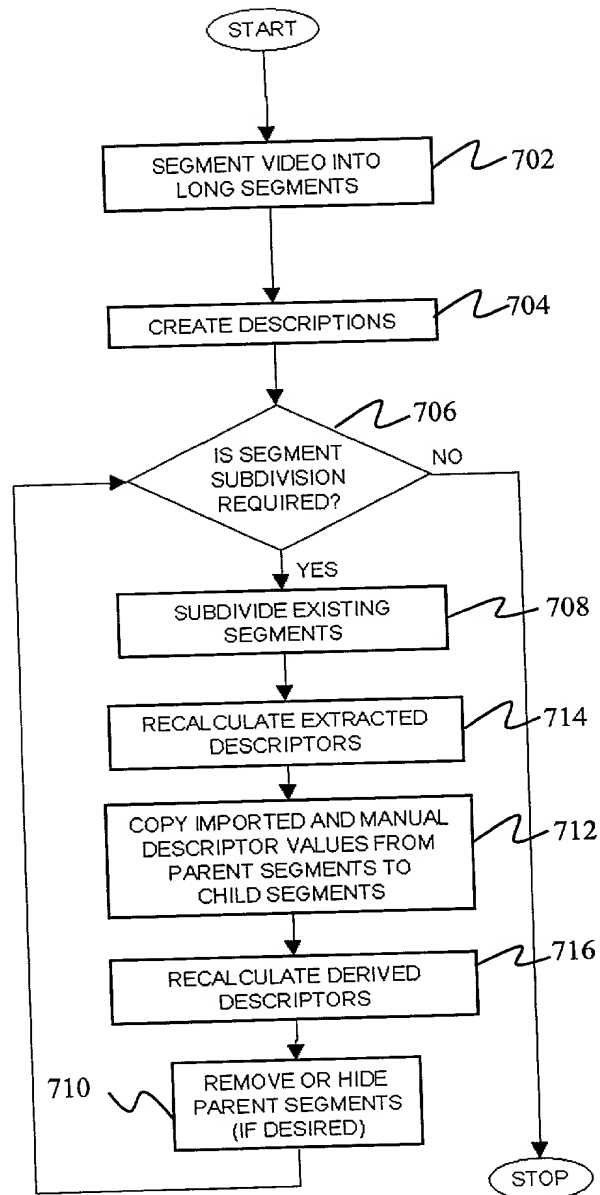 START
SEGMENT VIDEO INTO
LONG SEGMENTS
702
CREATE DESCRIPTIONS
704
706
IS SEGMENT
SUBDIVISION
REQUIRED?
NO
YES
SUBDIVIDE EXISTING
SEGMENTS
708
RECALCULATE EXTRACTED
DESCRIPTORS
714
COPY IMPORTED AND MANUAL
DESCRIPTOR VALUES FROM
PARENT SEGMENTS TO
CHILD SEGMENTS
712
RECALCULATE DERIVED
DESCRIPTORS
716
710
REMOVE OR HIDE
PARENT SEGMENTS
(IF DESIRED)
STOP